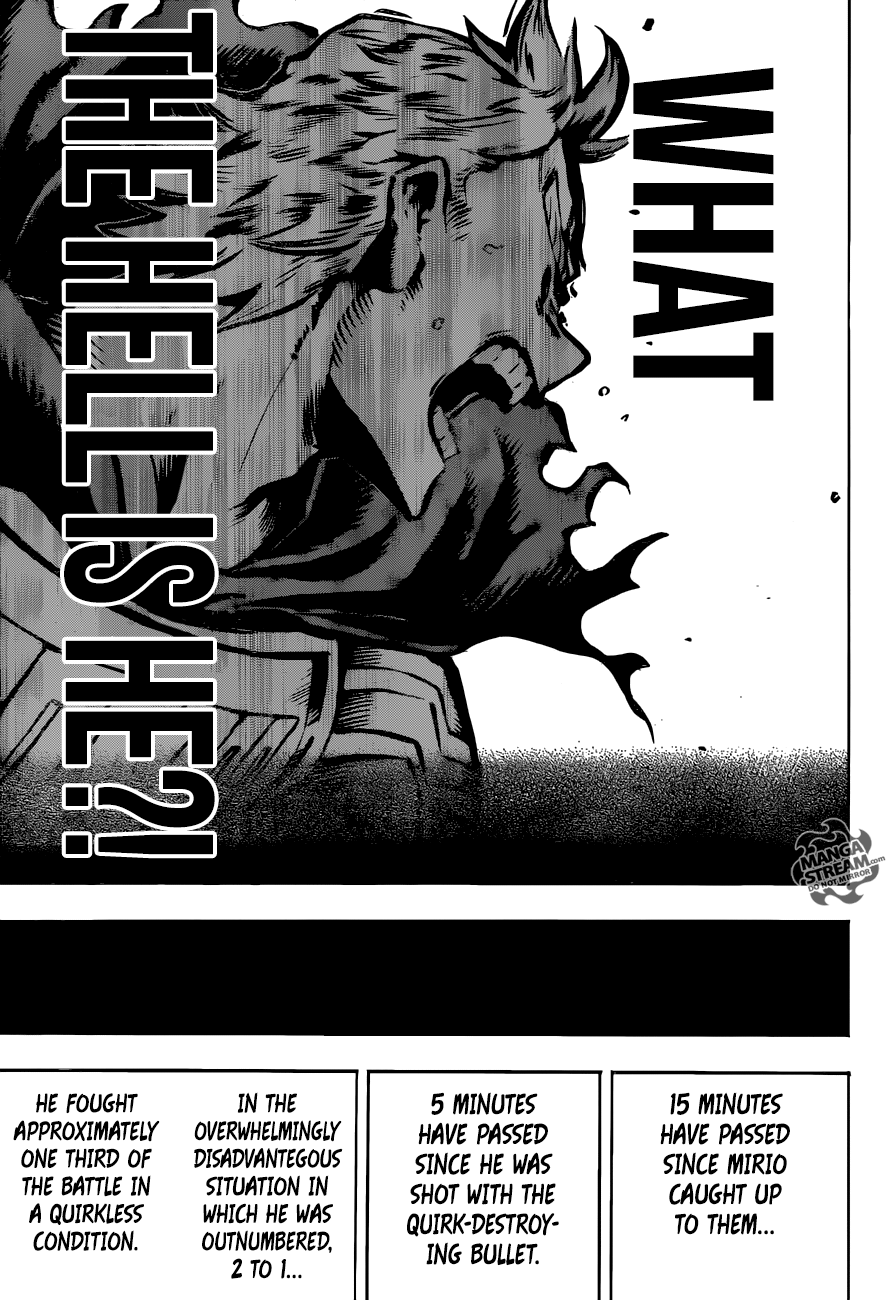 WHAT
THE HELL IS HE?!
MANGA
STREAM.com
DO NOT MIRROR
15 MINUTES
HAVE PASSED
SINCE MIRIO
CAUGHT UP
TO THEM...
5 MINUTES
HAVE PASSED
SINCE HE WAS
SHOT WITH THE
QUIRK-DESTROY-
ING BULLET.
IN THE
OVERWHELMINGLY
DISADVANTEGOUS
SITUATION IN
WHICH HE WAS
OUTNUMBERED,
2 TO 1...
HE FOUGHT
APPROXIMATELY
ONE THIRD OF
THE BATTLE IN
A QUIRKLESS
CONDITION.